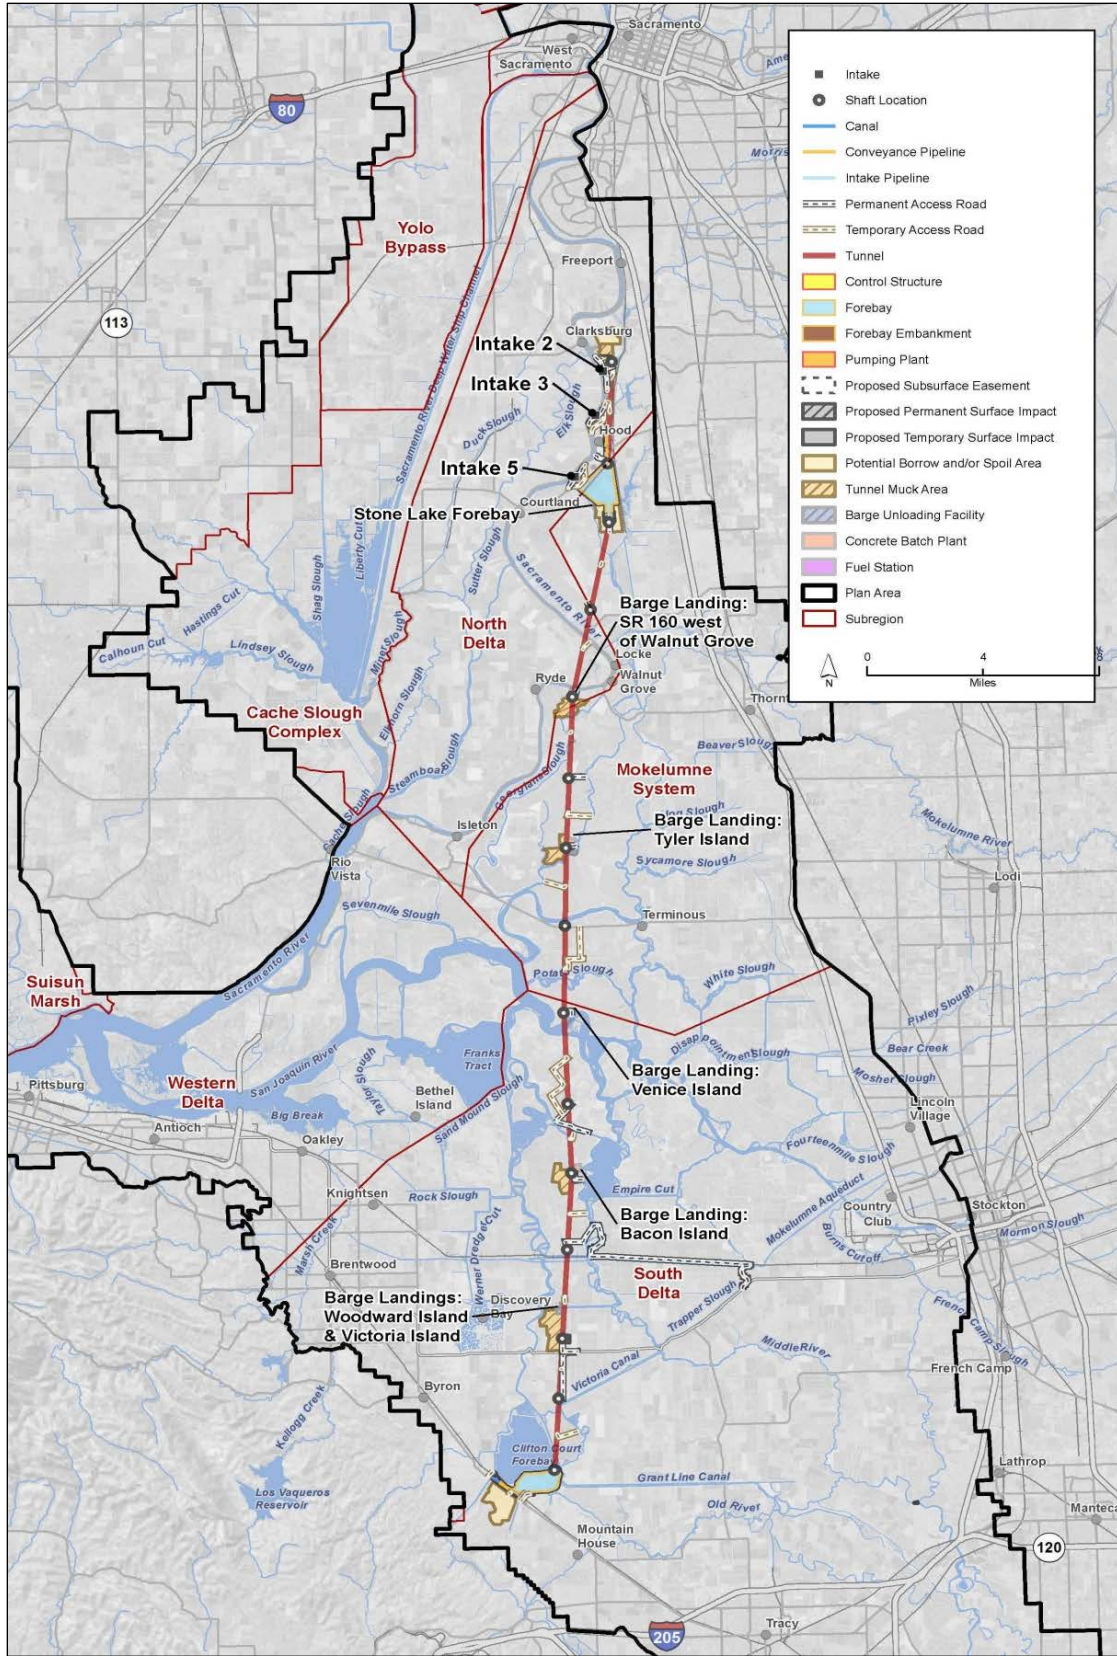 Sacramento
West
Sacramento
80
Morris
Intake
Shaft Location
Canal
Conveyance Pipeline
Intake Pipeline
Permanent Access Road
Temporary Access Road
Tunnel
Control Structure
Forebay
Forebay Embankment
Pumping Plant
Proposed Subsurface Easement
Proposed Permanent Surface Impact
Proposed Temporary Surface Impact
Potential Borrow and/or Spoil Area
Tunnel Muck Area
Barge Unloading Facility
Concrete Batch Plant
Fuel Station
Plan Area
Subregion
N
0 4 8
Miles
Yolo
Bypass
Sacramento River Deep Water Ship Channel
Freeport
113
Clarksburg
Intake 2
Intake 3
Elk Slough
Duck Slough
Hood
Intake 5
Courtland
Stone Lake Forebay
Liberty Cut
Shag Slough
Sutter Slough
Sacramento River
Hastings Cut
Calhoun Cut
Lindsey Slough
Miner Slough
North
Delta
Barge Landing:
SR 160 west
of Walnut Grove
Locke
Walnut
Grove
Ryde
Elkhorn Slough
Thornt
Cache Slough
Complex
Steamboat Slough
Georgiana Slough
Beaver Slough
Mokelumne
System
Hog Slough
Mokelumne River
Cache Slough
Isleton
Barge Landing:
Tyler Island
Sycamore Slough
Rio
Vista
Lodi
Sevenmile Slough
Terminous
Sacramento River
Suisun
Marsh
Potato Slough
White Slough
Pixley Slough
Disappointment Slough
Bear Creek
Franks
Tract
San Joaquin River
Taylor Slough
Barge Landing:
Venice Island
Mosher Slough
Pittsburg
Western
Delta
Bethel
Island
Sand Mound Slough
Lincoln
Village
Big Break
Antioch
Oakley
Fourteenmile Slough
Knightsen
Rock Slough
Empire Cut
Mokelumne Aqueduct
Country
Club
Stockton
Barge Landing:
Bacon Island
Mormon Slough
Burns Cutoff
Marsh Creek
Werner Dredge Cut
Brentwood
South
Delta
Barge Landings:
Woodward Island
& Victoria Island
Discovery
Bay
Trapper Slough
French Camp Slough
Middle River
French Camp
Victoria Canal
Byron
Kellogg Creek
Clifton Court
Forebay
Lathrop
Grant Line Canal
Los Vaqueros
Reservoir
Old River
Manteca
Mountain
House
120
205
Tracy